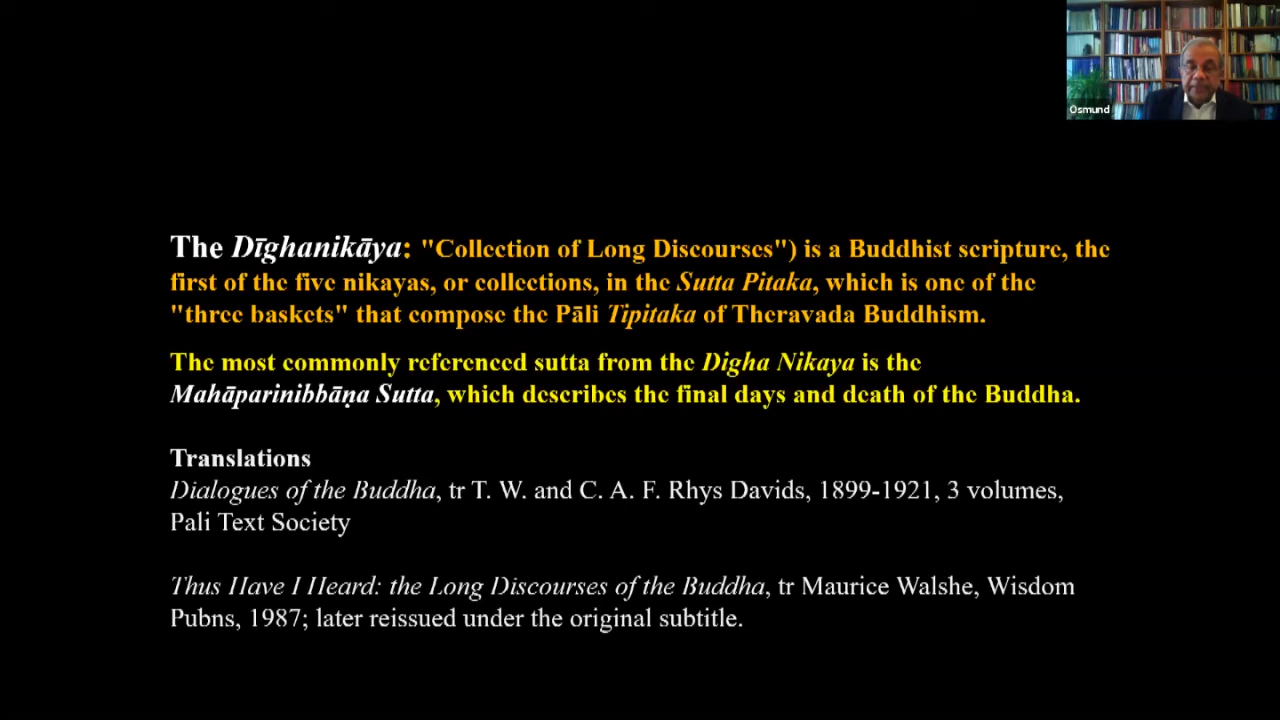 Osmund
The Dīghanikāya: "Collection of Long Discourses") is a Buddhist scripture, the
first of the five nikayas, or collections, in the Sutta Pitaka, which is one of the
"three baskets" that compose the Pāli Tipitaka of Theravada Buddhism.
The most commonly referenced sutta from the Digha Nikaya is the
Mahāparinibbāṇa Sutta, which describes the final days and death of the Buddha.
Translations
Dialogues of the Buddha, tr T. W. and C. A. F. Rhys Davids, 1899-1921, 3 volumes,
Pali Text Society
Thus Have I Heard: the Long Discourses of the Buddha, tr Maurice Walshe, Wisdom
Pubns, 1987; later reissued under the original subtitle.